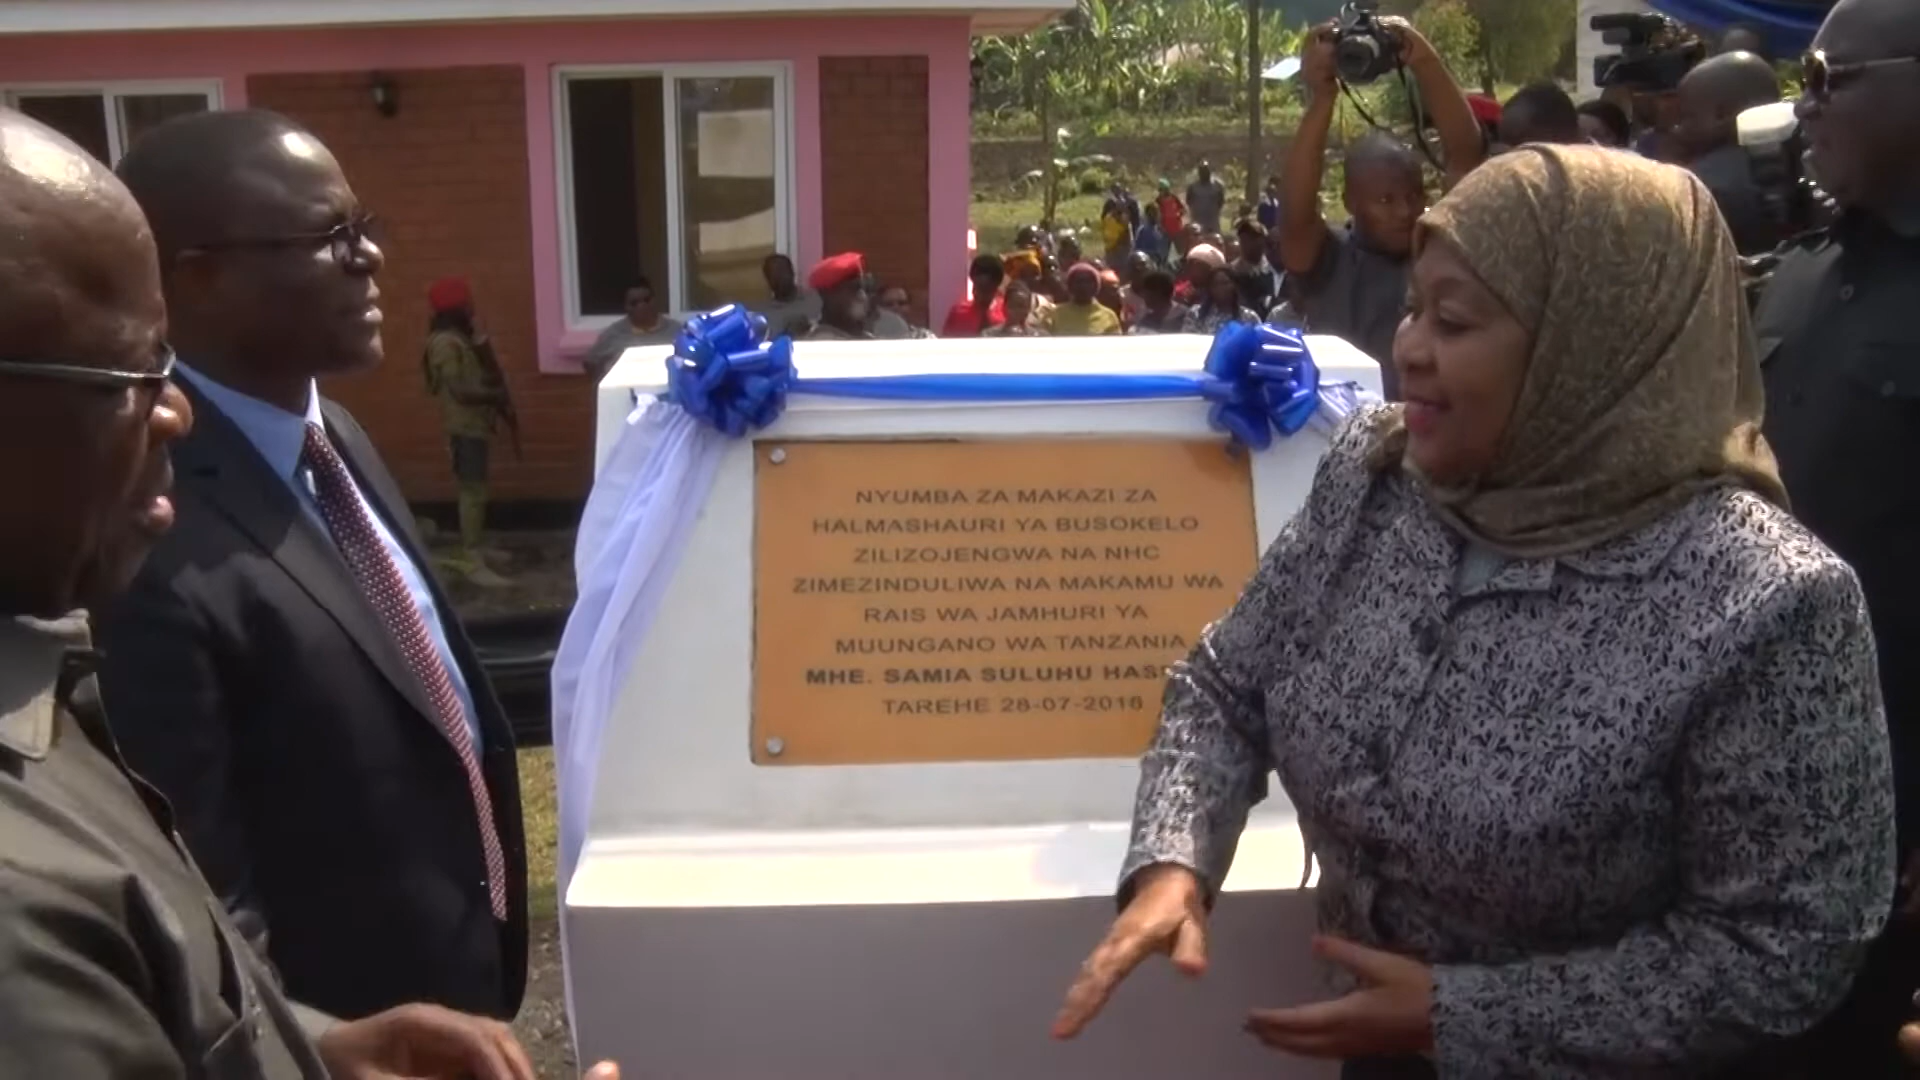 NYUMBA ZA MAKAZI ZA
HALMASHAURI YA BUSOKELO
ZILIZOJENGWA NA NHC
ZIMEZINDULIWA NA MAKAMU WA
RAIS WA JAMHURI YA
MUUNGANO WA TANZANIA
MHE. SAMIA SULUHU
TAREHE 28-07-2016